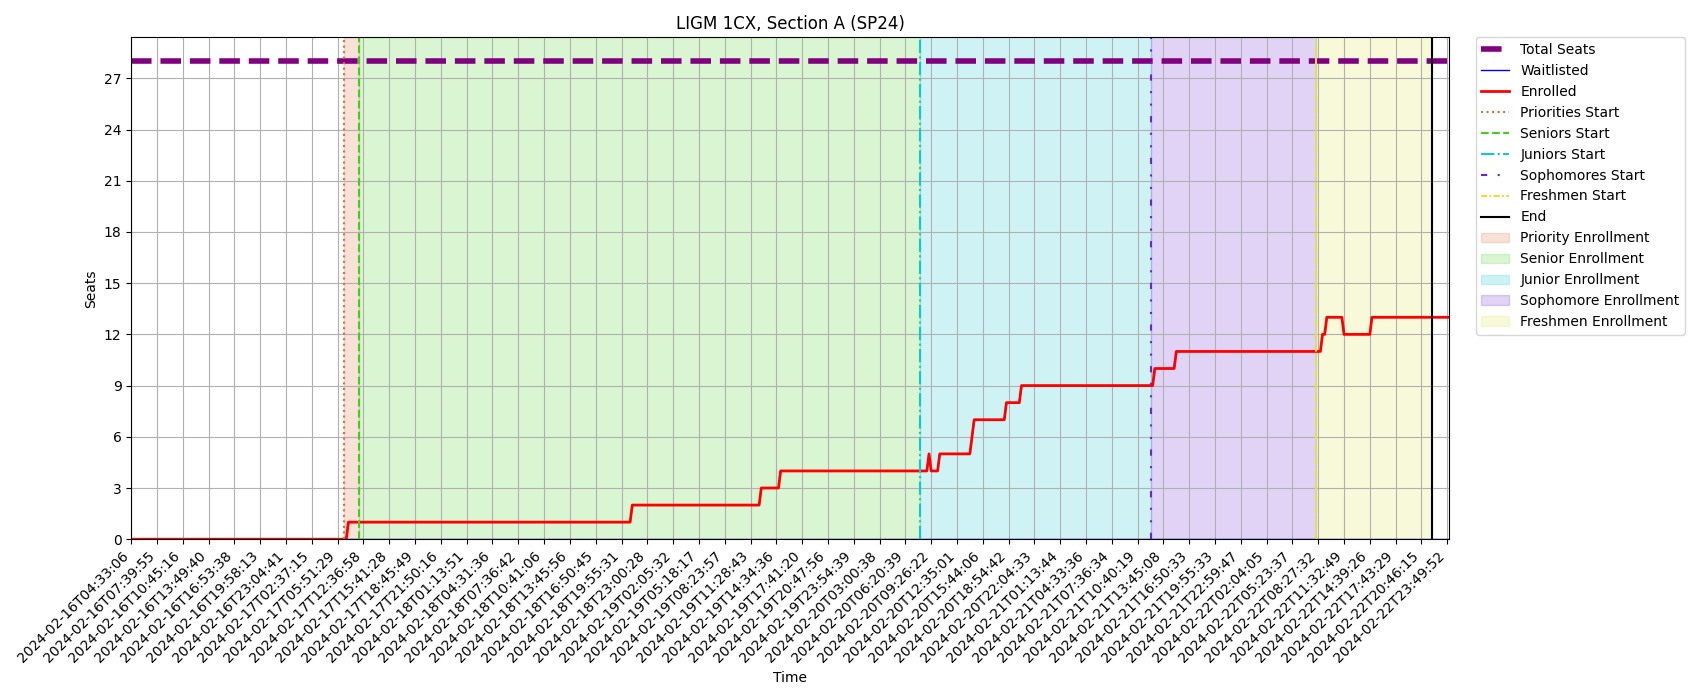 LIGM 1CX, Section A (SP24)
Seats
27
24
21
18
15
12
9
6
3
0
2024-02-16T04:33:06
2024-02-16T07:39:55
2024-02-16T10:45:16
2024-02-16T13:49:40
2024-02-16T16:53:38
2024-02-16T19:58:13
2024-02-16T23:04:41
2024-02-17T02:37:15
2024-02-17T05:51:29
2024-02-17T12:36:58
2024-02-17T15:41:28
2024-02-17T18:45:49
2024-02-17T21:50:16
2024-02-18T01:13:51
2024-02-18T04:31:36
2024-02-18T07:36:42
2024-02-18T10:41:06
2024-02-18T13:45:56
2024-02-18T16:50:45
2024-02-18T19:55:31
2024-02-18T23:00:28
2024-02-19T02:05:32
2024-02-19T05:18:17
2024-02-19T08:23:57
2024-02-19T11:28:43
2024-02-19T14:34:36
2024-02-19T17:41:20
2024-02-19T20:47:56
2024-02-19T23:54:39
2024-02-20T03:00:38
2024-02-20T06:20:39
2024-02-20T09:26:22
2024-02-20T12:35:01
2024-02-20T15:44:06
2024-02-20T18:54:42
2024-02-20T22:04:33
2024-02-21T01:13:44
2024-02-21T04:33:36
2024-02-21T07:36:34
2024-02-21T10:40:19
2024-02-21T13:45:08
2024-02-21T16:50:33
2024-02-21T19:55:33
2024-02-21T22:59:47
2024-02-22T02:04:05
2024-02-22T05:23:37
2024-02-22T08:27:32
2024-02-22T11:32:49
2024-02-22T14:39:26
2024-02-22T17:43:29
2024-02-22T20:46:15
2024-02-22T23:49:52
Time
Total Seats
Waitlisted
Enrolled
Priorities Start
Seniors Start
Juniors Start
Sophomores Start
Freshmen Start
End
Priority Enrollment
Senior Enrollment
Junior Enrollment
Sophomore Enrollment
Freshmen Enrollment